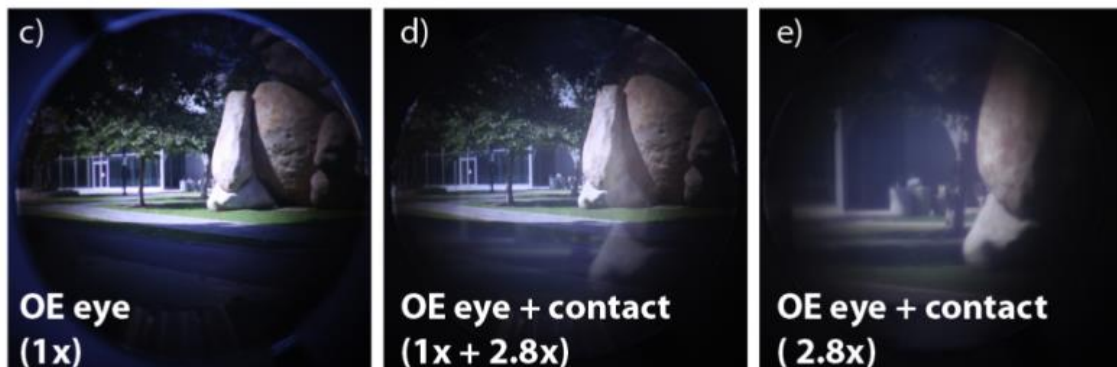 c)
d)
e)
OE eye
(1x)
OE eye + contact
(1x + 2.8x)
OE eye + contact
( 2.8x)